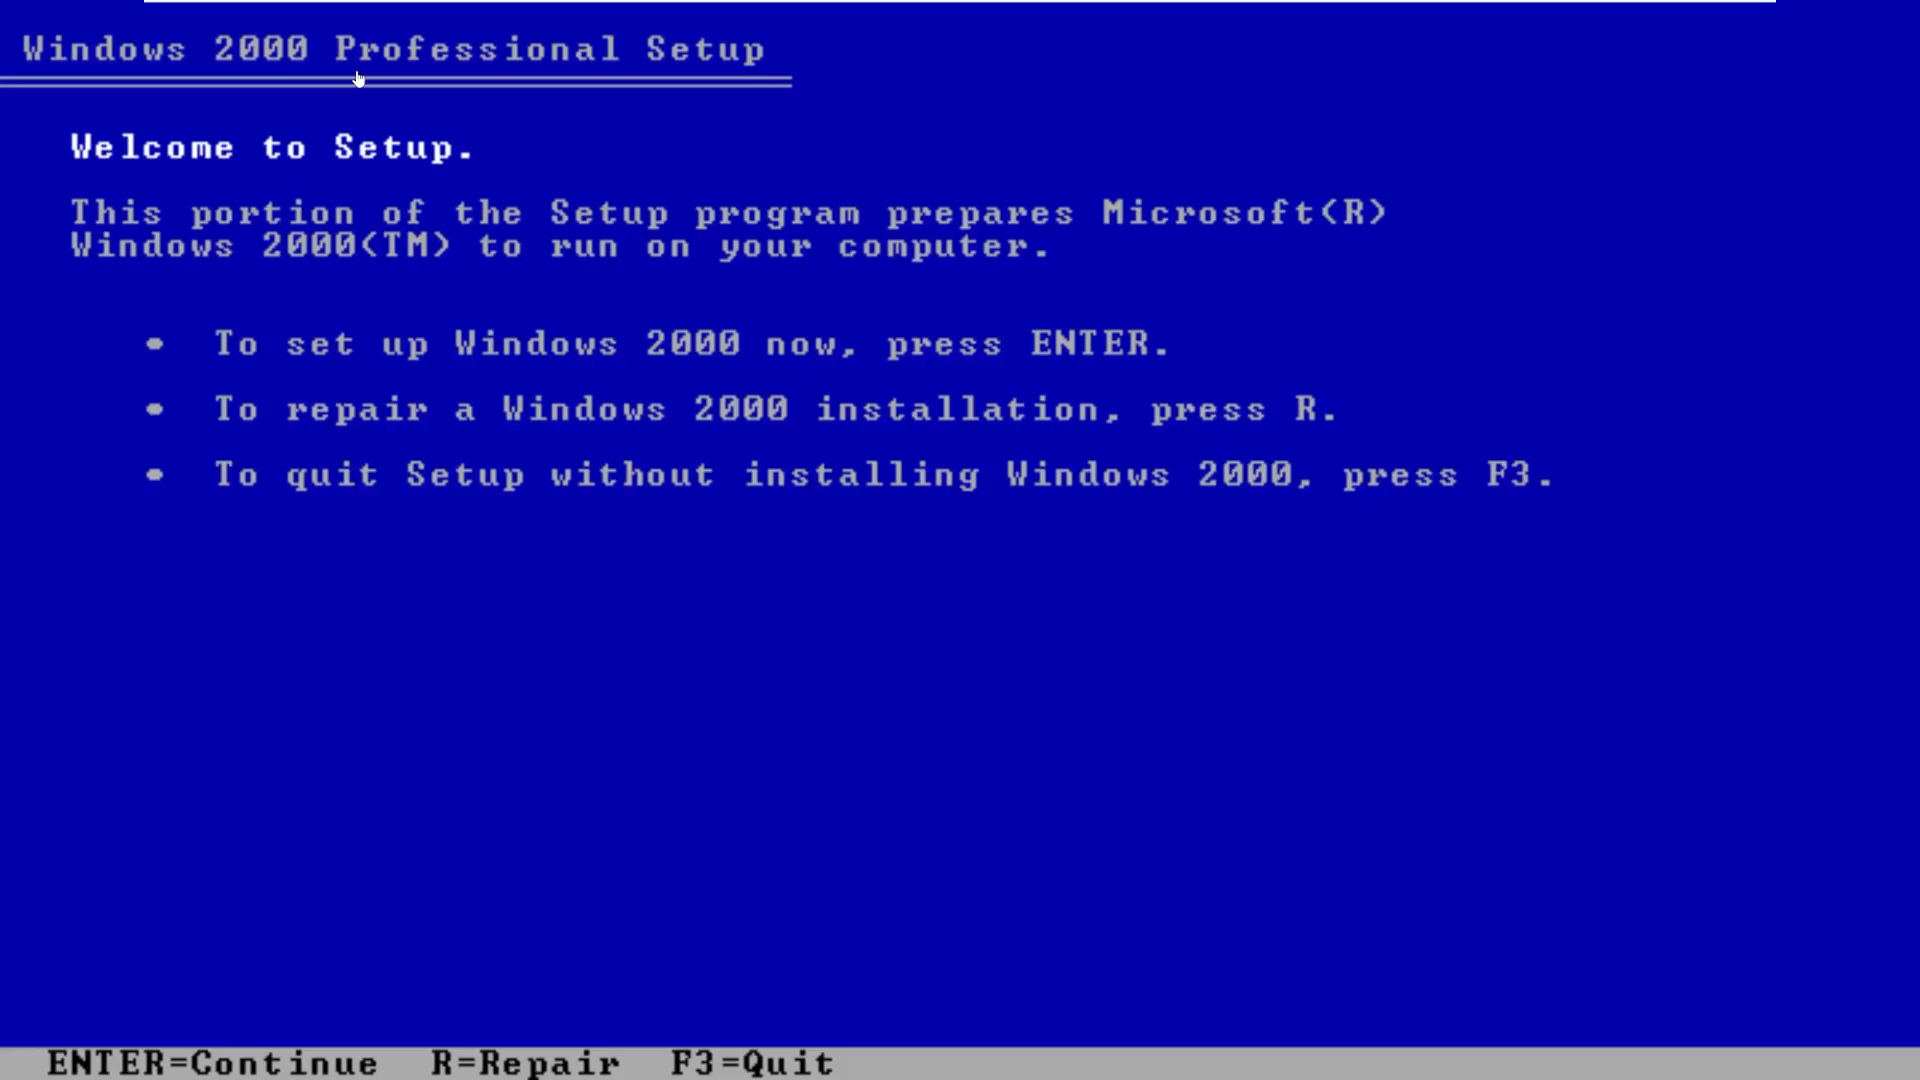 Windows 2000 Professional Setup
Welcome to Setup.
This portion of the Setup program prepares Microsoft(R)
Windows 2000(TM) to run on your computer.
• To set up Windows 2000 now, press ENTER.
• To repair a Windows 2000 installation, press R.
• To quit Setup without installing Windows 2000, press F3.
ENTER=Continue R=Repair F3=Quit